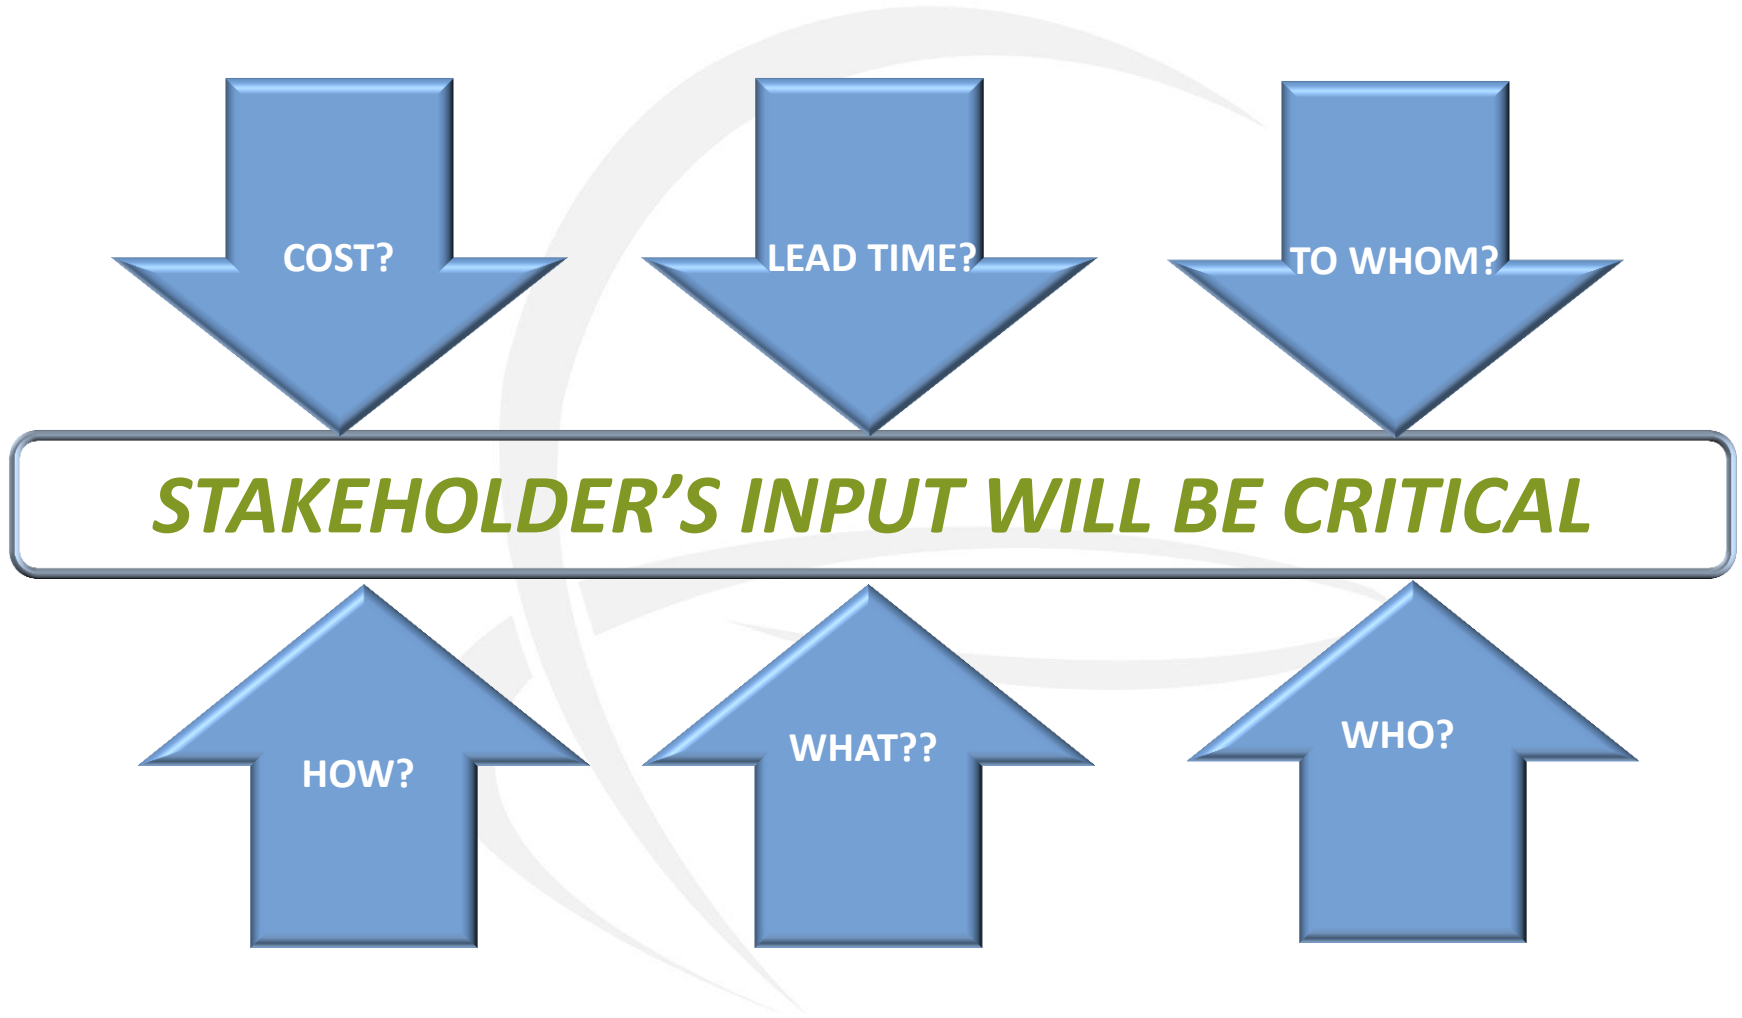 COST?
LEAD TIME?
TO WHOM?
STAKEHOLDER’S INPUT WILL BE CRITICAL
HOW?
WHAT??
WHO?